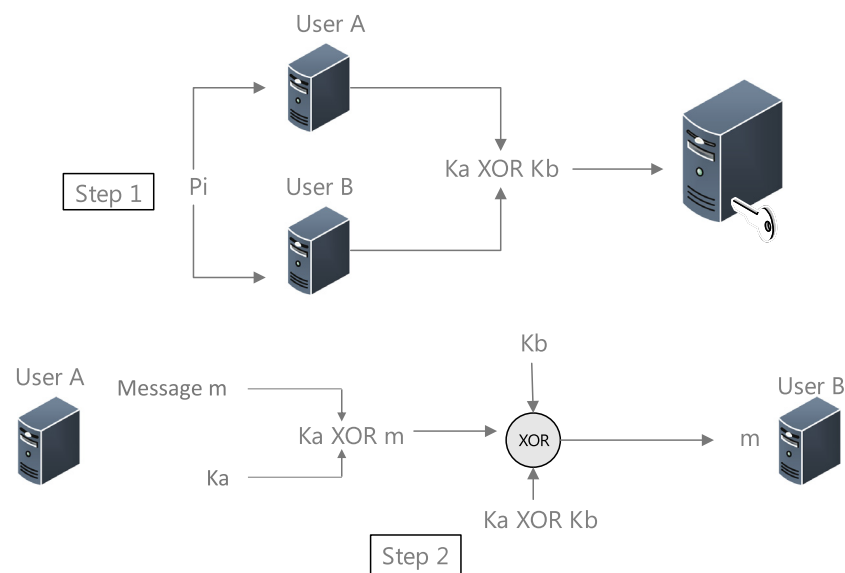 User A
Step 1
Pi
User B
Ka XOR Kb
User A
Message m
Ka
Ka XOR m
Kb
XOR
Ka XOR Kb
m
User B
Step 2